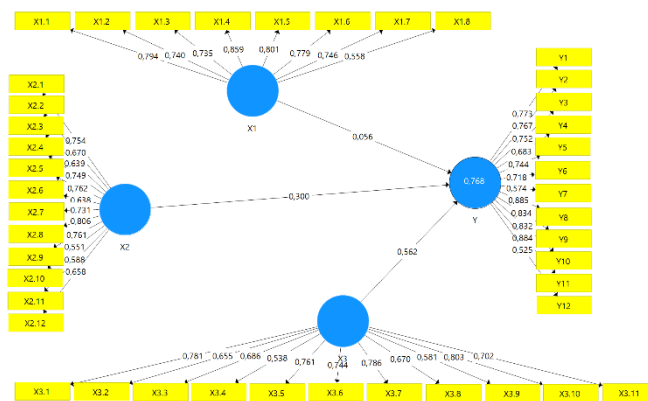 X1.1 X1.2 X1.3 X1.4 X1.5 X1.6 X1.7 X1.8
0,794 0,740 0,735 0,859 0,801 0,779 0,746 0,558
X1
X2.1
X2.2
X2.3
X2.4
X2.5
X2.6
X2.7
X2.8
X2.9
X2.10
X2.11
X2.12
0,754
0,670
0,639
0,749
0,762
0,638
0,731
0,806
0,761
0,551
0,588
0,658
X2
0,056
0,300
0,562
0,768
Y
0,773
0,767
0,752
0,683
0,744
0,718
0,574
0,885
0,834
0,832
0,884
0,525
Y1
Y2
Y3
Y4
Y5
Y6
Y7
Y8
Y9
Y10
Y11
Y12
X3
0,781 0,655 0,686 0,538 0,761 0,744 0,786 0,670 0,581 0,803 0,702
X3.1 X3.2 X3.3 X3.4 X3.5 X3.6 X3.7 X3.8 X3.9 X3.10 X3.11